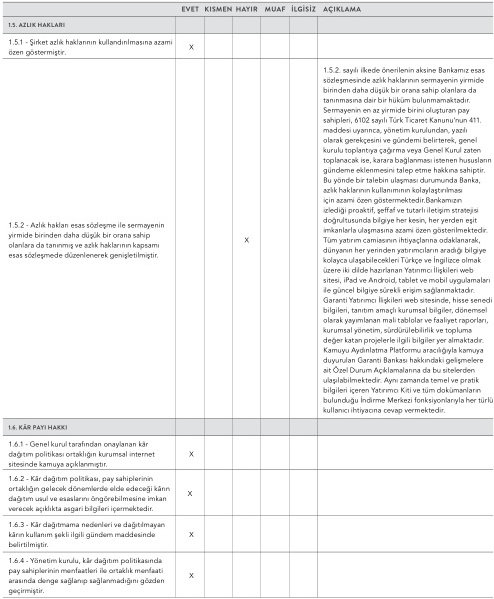 EVET KISMEN HAYIR MUAF İLGİSİZ AÇIKLAMA
1.5. AZLIK HAKLARI
1.5.1 - Şirket azlık haklarının kullandırılmasına azami
özen göstermiştir.
X
1.5.2 - Azlık hakları esas sözleşme ile sermayenin
yirmide birinden daha düşük bir orana sahip
olanlara da tanınmış ve azlık haklarının kapsamı
esas sözleşmede düzenlenerek genişletilmiştir.
X
1.5.2. sayılı ilkede önerilenin aksine Bankamız esas
sözleşmesinde azlık haklarının sermayenin yirmide
birinden daha düşük bir orana sahip olanlara da
tanınmasına dair bir hüküm bulunmamaktadır.
Sermayenin en az yirmide birini oluşturan pay
sahipleri, 6102 sayılı Türk Ticaret Kanunu'nun 411.
maddesi uyarınca, yönetim kurulundan, yazılı
olarak gerekçesini ve gündemi belirterek, genel
kurulu toplantıya çağırma veya Genel Kurul zaten
toplanacak ise, karara bağlanması istenen hususların
gündeme eklenmesini talep etme hakkına sahiptir.
Bu yönde bir talebin ulaşması durumunda Banka,
azlık haklarının kullanımının kolaylaştırılması
için azami özen göstermektedir.Bankamızın
izlediği proaktif, şeffaf ve tutarlı iletişim stratejisi
doğrultusunda bilgiye her kesin, her yerden eşit
imkanlarla ulaşmasına azami özen gösterilmektedir.
Tüm yatırım camiasının ihtiyaçlarına odaklanarak,
dünyanın her yerinden yatırımcıların aradığı bilgiye
kolayca ulaşabilecekleri Türkçe ve İngilizce olmak
üzere iki dilde hazırlanan Yatırımcı İlişkileri web
sitesi, iPad ve Android, tablet ve mobil uygulamaları
ile güncel bilgiye sürekli erişim sağlanmaktadır.
Garanti Yatırımcı İlişkileri web sitesinde, hisse senedi
bilgileri, tanıtım amaçlı kurumsal bilgiler, dönemsel
olarak yayımlanan mali tablolar ve faaliyet raporları,
kurumsal yönetim, sürdürülebilirlik ve topluma
değer katan projelerle ilgili bilgiler yer almaktadır.
Kamuyu Aydınlatma Platformu aracılığıyla kamuya
duyurulan Garanti Bankası hakkındaki gelişmelere
ait Özel Durum Açıklamalarına da bu sitelerden
ulaşılabilmektedir. Aynı zamanda temel ve pratik
bilgileri içeren Yatırımcı Kiti ve tüm dokümanların
bulunduğu İndirme Merkezi fonksiyonlarıyla her türlü
kullanıcı ihtiyacına cevap vermektedir.
1.6. KÂR PAYI HAKKI
1.6.1 - Genel kurul tarafından onaylanan kâr
dağıtım politikası ortaklığın kurumsal internet
sitesinde kamuya açıklanmıştır.
X
1.6.2 - Kâr dağıtım politikası, pay sahiplerinin
ortaklığın gelecek dönemlerde elde edeceği kârın
dağıtım usul ve esaslarını öngörebilmesine imkan
verecek açıklıkta asgari bilgileri içermektedir.
X
1.6.3 - Kâr dağıtmama nedenleri ve dağıtılmayan
kârın kullanım şekli ilgili gündem maddesinde
belirtilmiştir.
X
1.6.4 - Yönetim kurulu, kâr dağıtım politikasında
pay sahiplerinin menfaatleri ile ortaklık menfaati
arasında denge sağlanıp sağlanmadığını gözden
geçirmiştir.
X